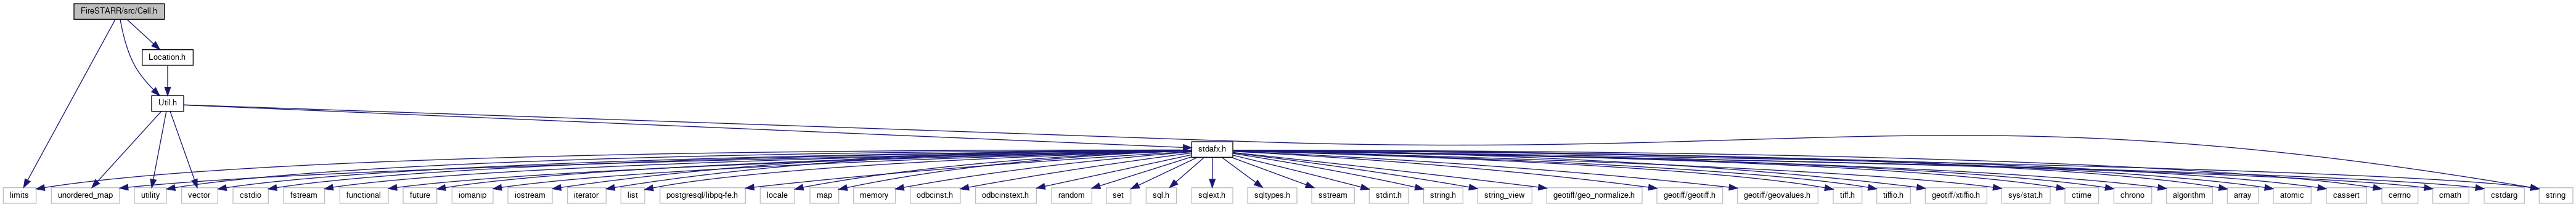 FireSTARR/src/Cell.h
Location.h
Util.h
stdafx.h
limits
unordered_map
utility
vector
cstdio
fstream
functional
future
iomanip
iostream
iterator
list
postgresql/libpq-fe.h
locale
map
memory
odbcinst.h
odbcinstext.h
random
set
sql.h
sqlext.h
sqltypes.h
sstream
stdint.h
string.h
string_view
geotiff/geo_normalize.h
geotiff/geotiff.h
geotiff/geovalues.h
tiff.h
tiffio.h
geotiff/xtiffio.h
sys/stat.h
ctime
chrono
algorithm
array
atomic
cassert
cerrno
cmath
cstdarg
string